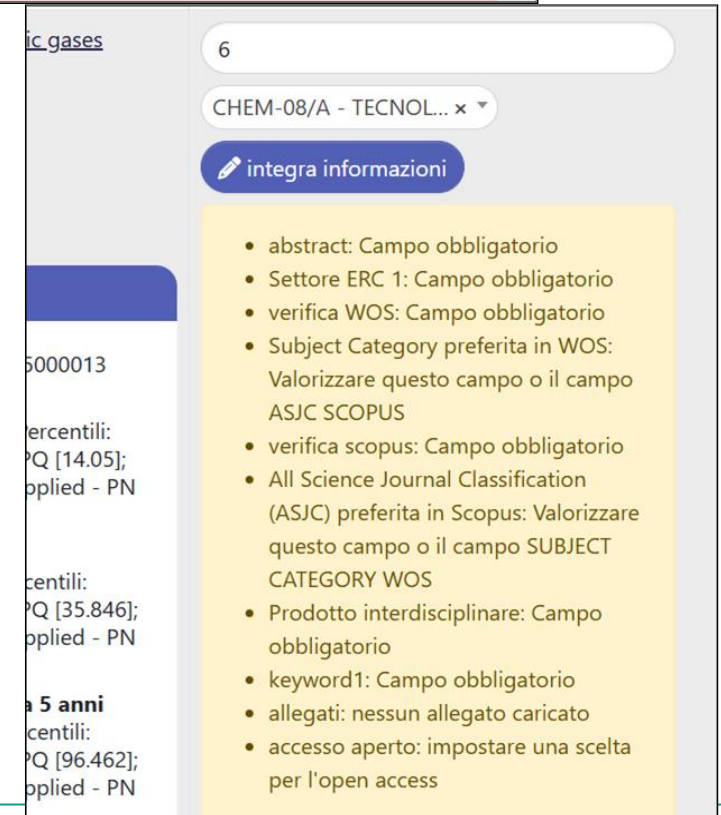 ic gases
5000013
Percentili:
PQ [14.05];
pplied - PN
centili:
PQ [35.846];
pplied - PN
a 5 anni
centili:
PQ [96.462];
pplied - PN
6
CHEM-08/A - TECNOL... ×
integra informazioni
• abstract: Campo obbligatorio
• Settore ERC 1: Campo obbligatorio
• verifica WOS: Campo obbligatorio
• Subject Category preferita in WOS:
Valorizzare questo campo o il campo
ASJC SCOPUS
• verifica scopus: Campo obbligatorio
• All Science Journal Classification
(ASJC) preferita in Scopus: Valorizzare
questo campo o il campo SUBJECT
CATEGORY WOS
• Prodotto interdisciplinare: Campo
obbligatorio
• keyword1: Campo obbligatorio
• allegati: nessun allegato caricato
• accesso aperto: impostare una scelta
per l'open access